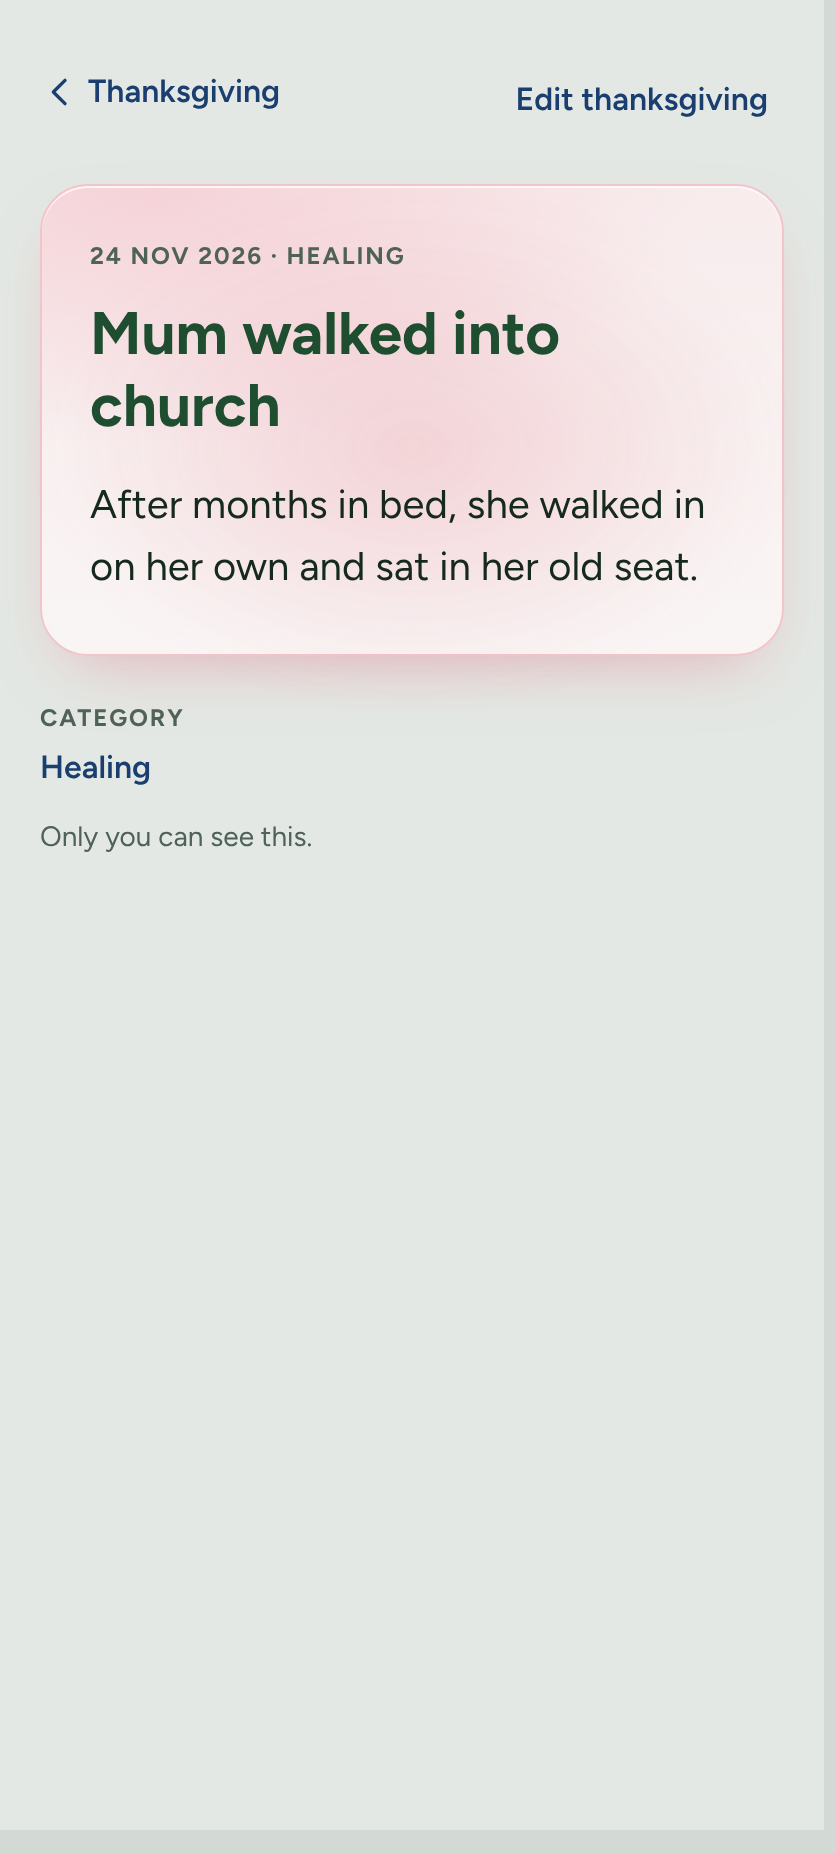 Thanksgiving
Edit thanksgiving
24 NOV 2026 · HEALING
Mum walked into
church
After months in bed, she walked in
on her own and sat in her old seat.
CATEGORY
Healing
Only you can see this.